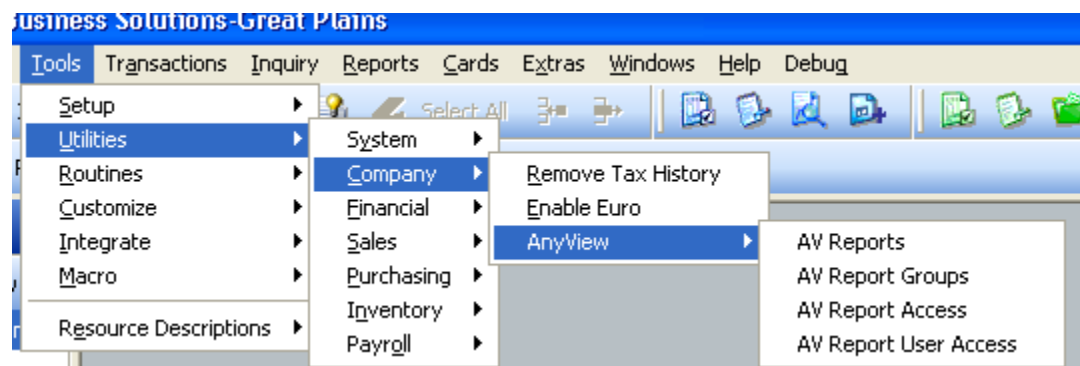 Business Solutions-Great Plains
Tools Transactions Inquiry Reports Cards Extras Windows Help Debug
Select All
Setup
Utilities
Routines
Customize
Integrate
Macro
Resource Descriptions
System
Company
Financial
Sales
Purchasing
Inventory
Payroll
Remove Tax History
Enable Euro
AnyView
AV Reports
AV Report Groups
AV Report Access
AV Report User Access